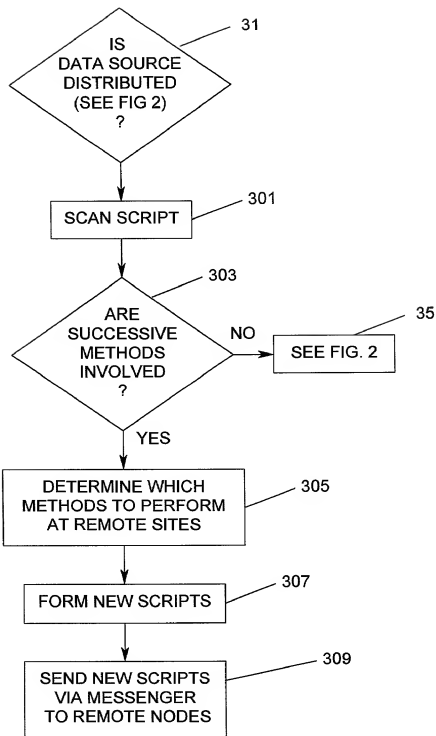 31
IS
DATA SOURCE
DISTRIBUTED
(SEE FIG 2)
?
301
SCAN SCRIPT
303
ARE
SUCCESSIVE
METHODS
INVOLVED
?
NO
35
SEE FIG. 2
YES
DETERMINE WHICH
METHODS TO PERFORM
AT REMOTE SITES
305
307
FORM NEW SCRIPTS
309
SEND NEW SCRIPTS
VIA MESSENGER
TO REMOTE NODES